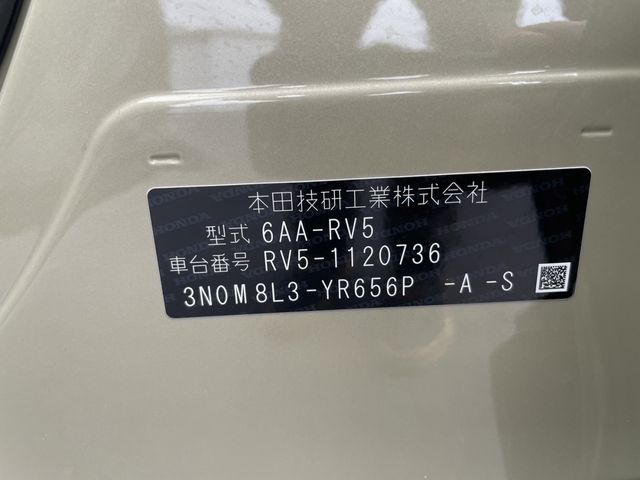 本田技研工業株式会社
型式 6AA-RV5
車台番号 RV5-1120736
3N0M8L3-YR656P -A -S